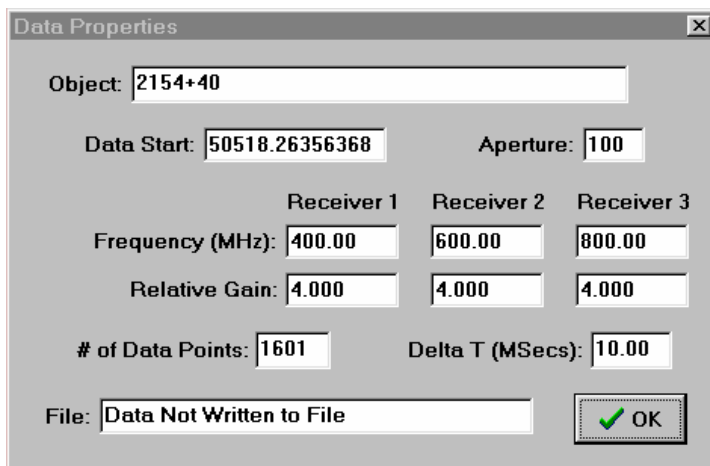 Data Properties
Object: 2154+40
Data Start: 50518.26356368 Aperture: 100
Receiver 1 Receiver 2 Receiver 3
Frequency (MHz): 400.00 600.00 800.00
Relative Gain: 4.000 4.000 4.000
# of Data Points: 1601 Delta T (MSecs): 10.00
File: Data Not Written to File OK